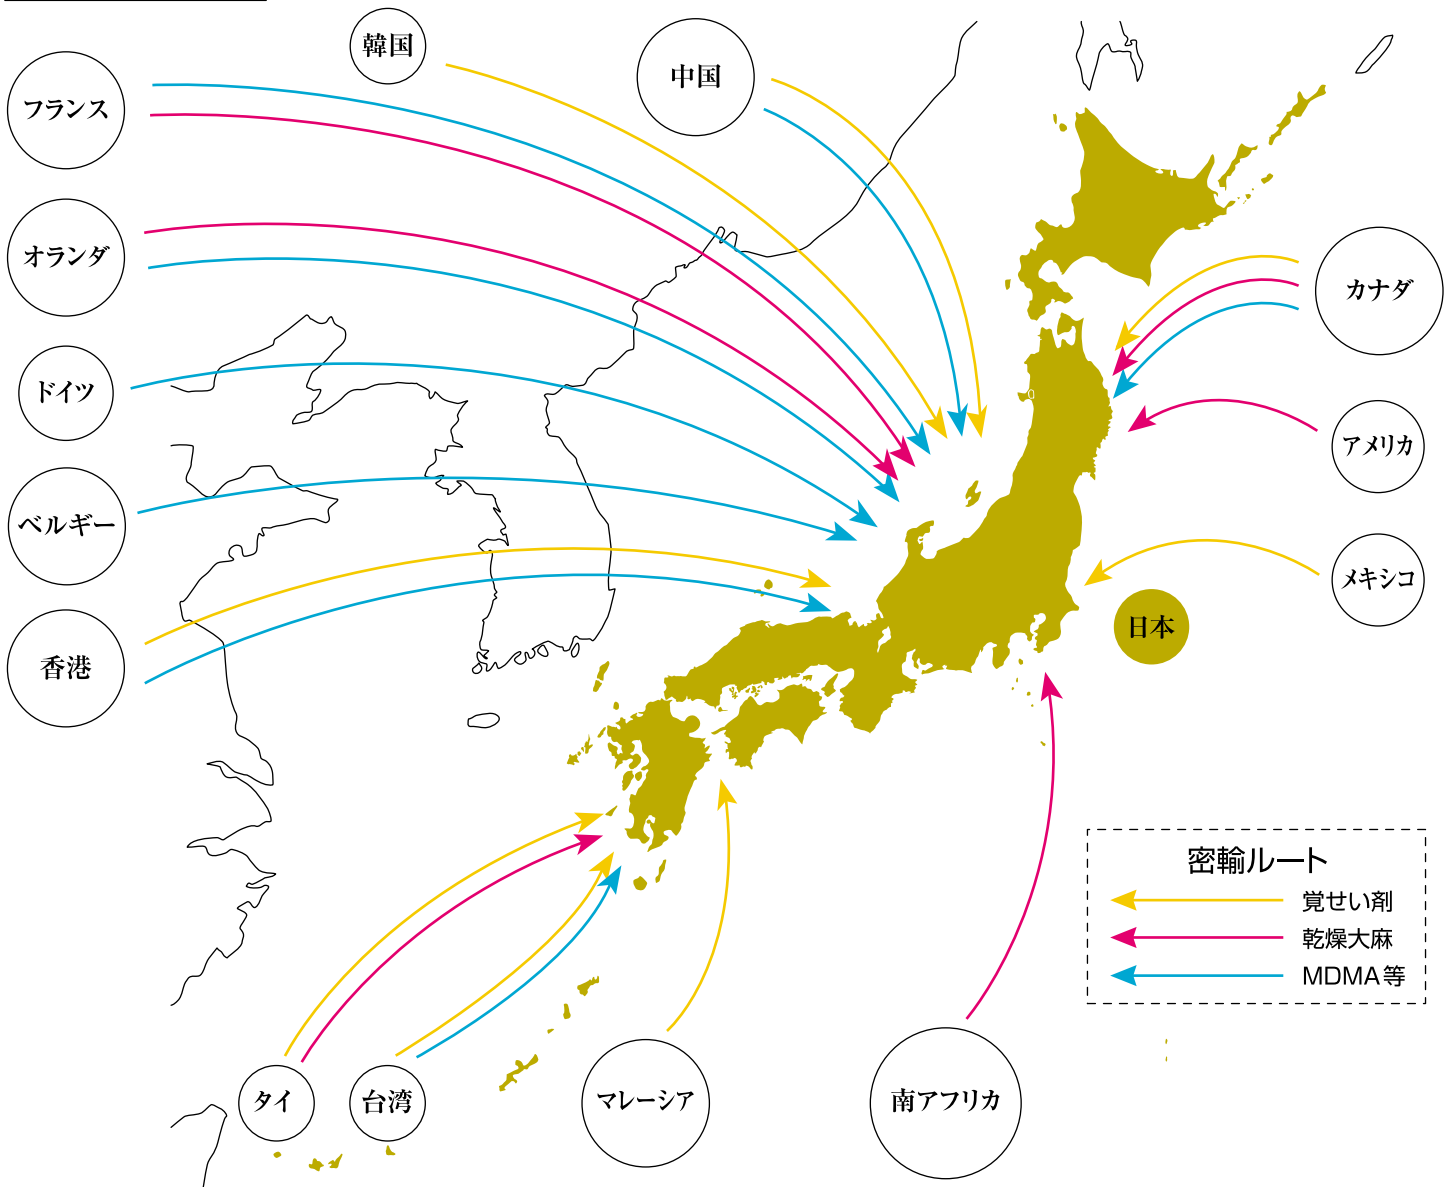 韓国
中国
フランス
オランダ
カナダ
ドイツ
アメリカ
ベルギー
メキシコ
日本
香港
密輸ルート
覚せい剤
乾燥大麻
MDMA等
タイ
台湾
マレーシア
南アフリカ